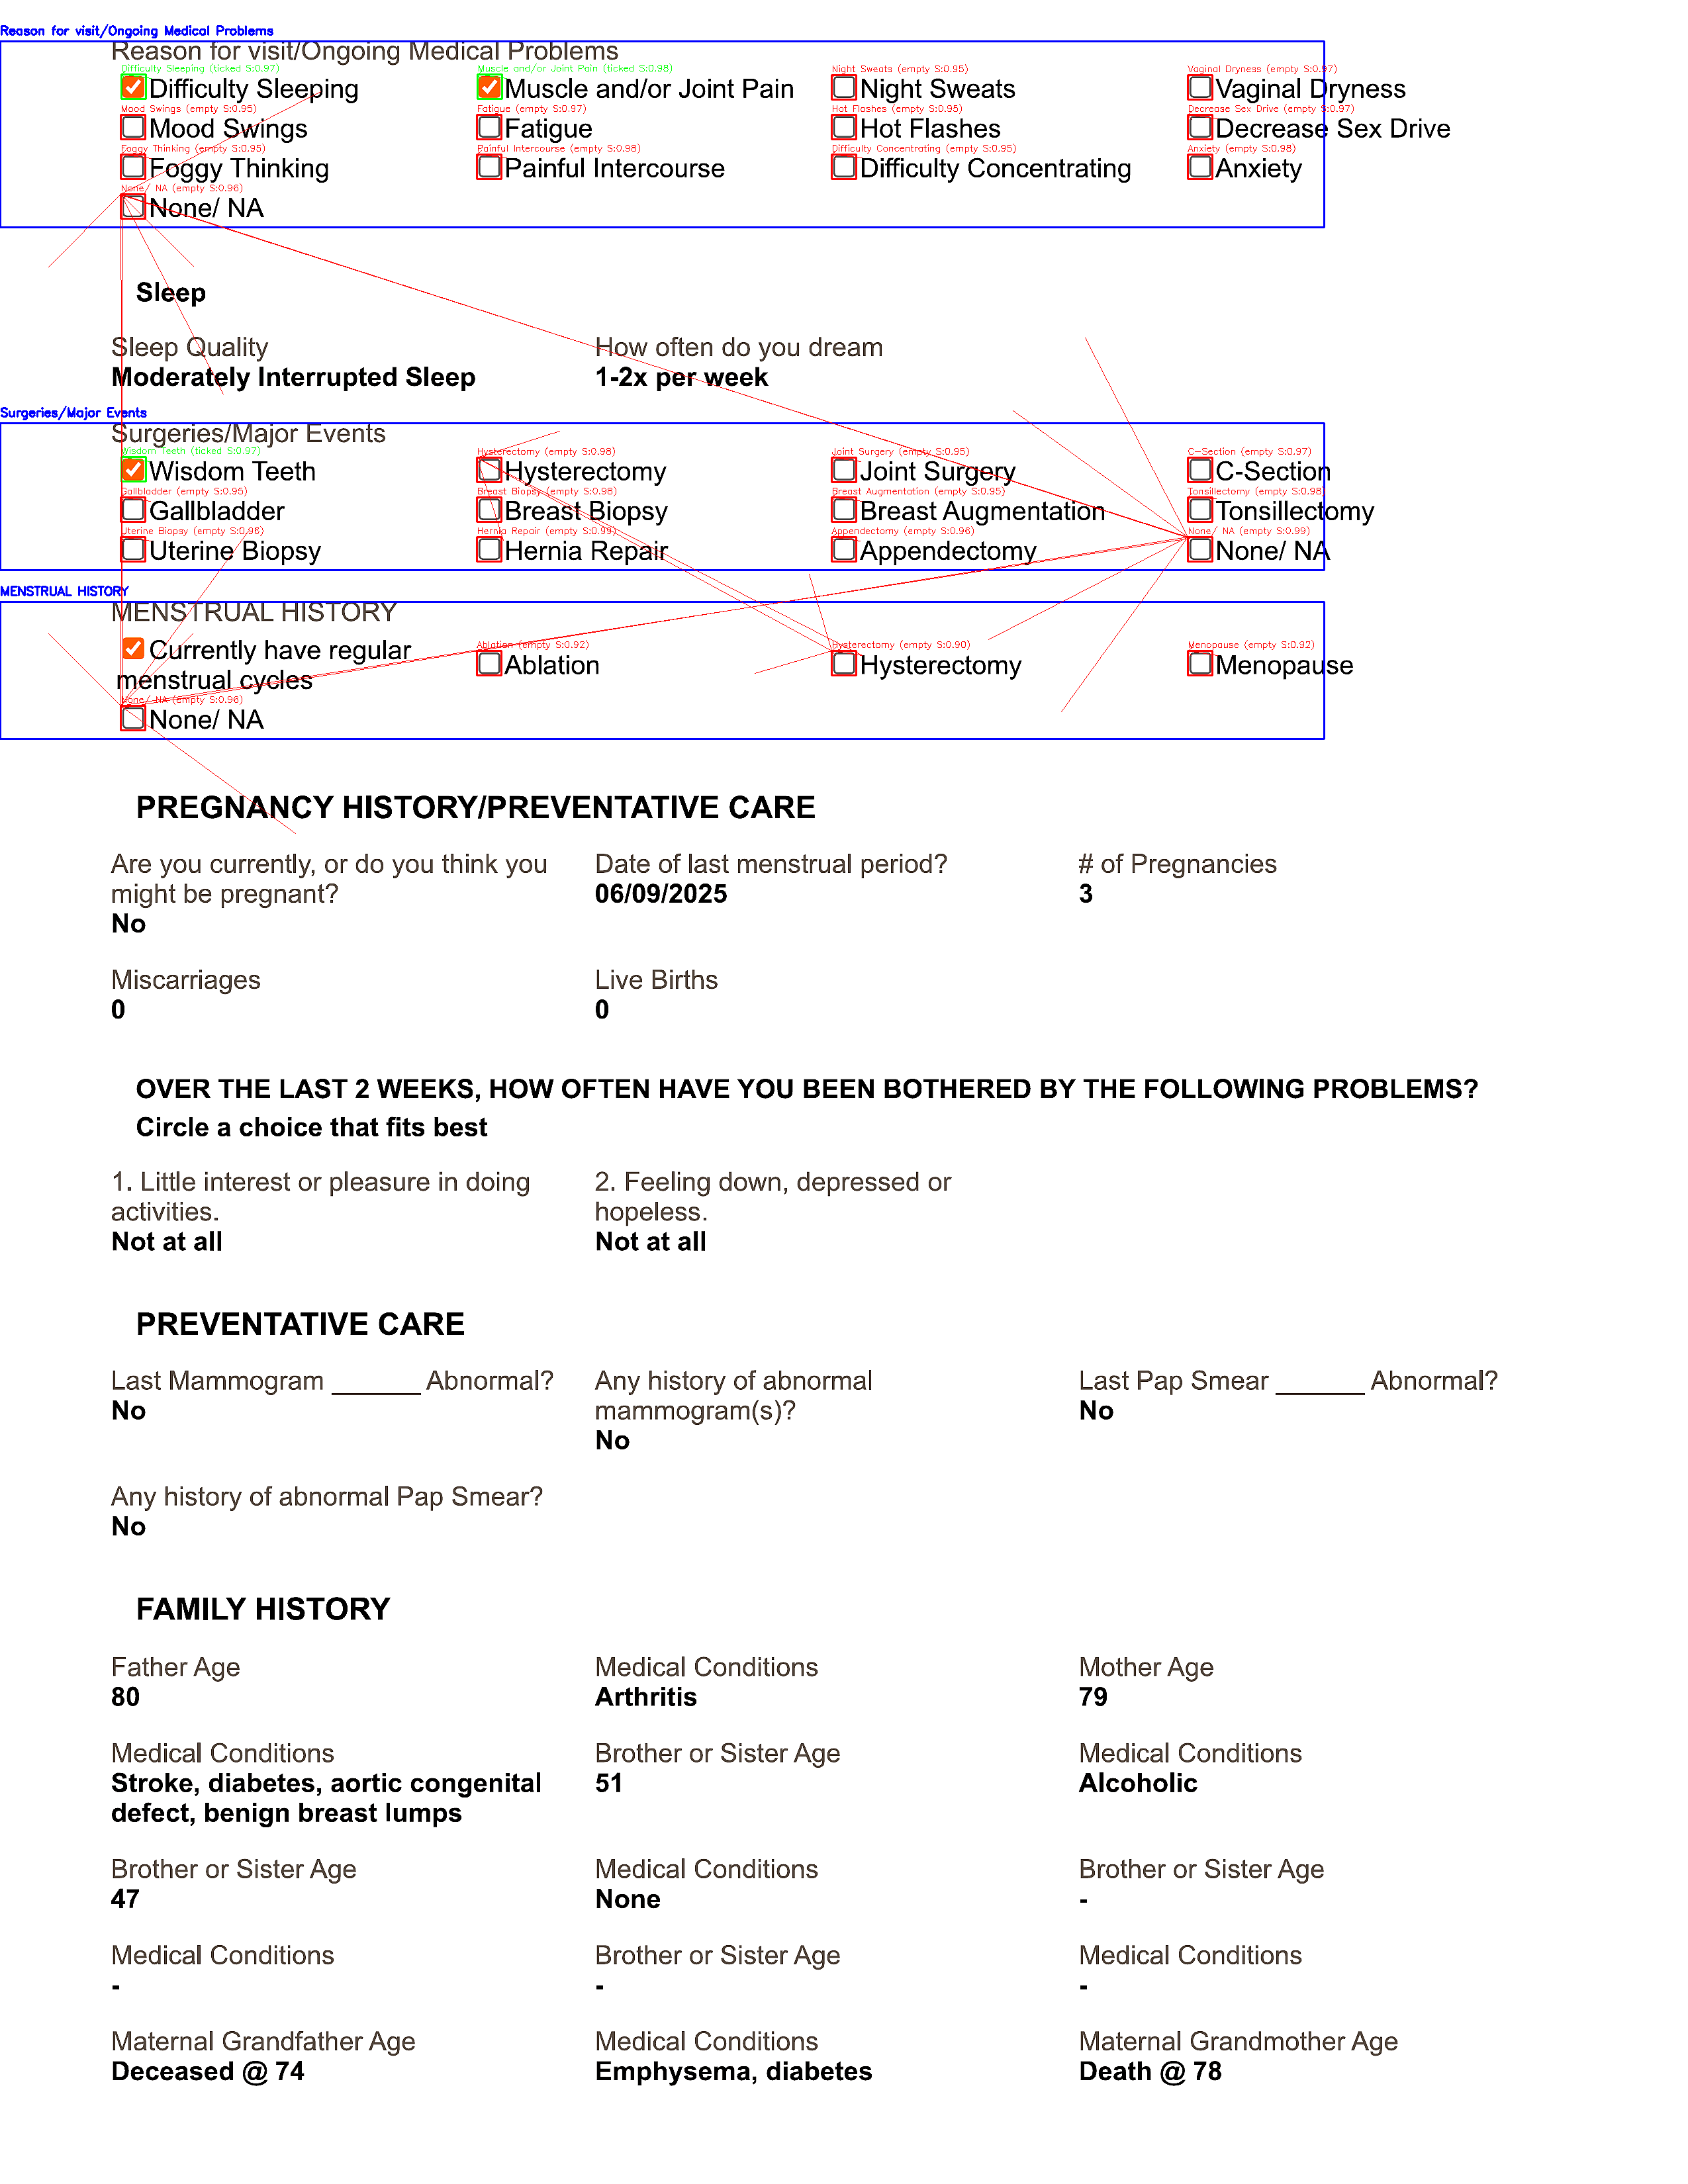 Reason for visit/Ongoing Medical Problems
Reason for visit/Ongoing Medical Problems
Difficulty Sleeping (ticked S:0.97) Muscle and/or Joint Pain (ticked S:0.98) Night Sweats (empty S:0.95) Vaginal Dryness (empty S:0.97)
Difficulty Sleeping Muscle and/or Joint Pain Night Sweats Vaginal Dryness
Mood Swings (empty S:0.95) Fatigue (empty S:0.97) Hot Flashes (empty S:0.95) Decrease Sex Drive (empty S:0.97)
Mood Swings Fatigue Hot Flashes Decrease Sex Drive
Foggy Thinking (empty S:0.95) Painful Intercourse (empty S:0.98) Difficulty Concentrating (empty S:0.95) Anxiety (empty S:0.98)
Foggy Thinking Painful Intercourse Difficulty Concentrating Anxiety
None/ NA (empty S:0.96)
None/ NA
Sleep
Sleep Quality How often do you dream
Moderately Interrupted Sleep 1-2x per week
Surgeries/Major Events
Surgeries/Major Events
Wisdom Teeth (ticked S:0.97) Hysterectomy (empty S:0.98) Joint Surgery (empty S:0.95) C-Section (empty S:0.97)
Wisdom Teeth Hysterectomy Joint Surgery C-Section
Gallbladder (empty S:0.95) Breast Biopsy (empty S:0.98) Breast Augmentation (empty S:0.95) Tonsillectomy (empty S:0.98)
Gallbladder Breast Biopsy Breast Augmentation Tonsillectomy
Uterine Biopsy (empty S:0.96) Hernia Repair (empty S:0.99) Appendectomy (empty S:0.96) None/ NA (empty S:0.99)
Uterine Biopsy Hernia Repair Appendectomy None/ NA
MENSTRUAL HISTORY
MENSTRUAL HISTORY
Ablation (empty S:0.92) Hysterectomy (empty S:0.90) Menopause (empty S:0.92)
Currently have regular
menstrual cycles Ablation Hysterectomy Menopause
None/ NA (empty S:0.96)
None/ NA
PREGNANCY HISTORY/PREVENTATIVE CARE
Are you currently, or do you think you Date of last menstrual period? # of Pregnancies
might be pregnant? 06/09/2025 3
No
Miscarriages Live Births
0 0
OVER THE LAST 2 WEEKS, HOW OFTEN HAVE YOU BEEN BOTHERED BY THE FOLLOWING PROBLEMS?
Circle a choice that fits best
1. Little interest or pleasure in doing 2. Feeling down, depressed or
activities. hopeless.
Not at all Not at all
PREVENTATIVE CARE
Last Mammogram ______ Abnormal? Any history of abnormal Last Pap Smear ______ Abnormal?
No mammogram(s)? No
No
Any history of abnormal Pap Smear?
No
FAMILY HISTORY
Father Age Medical Conditions Mother Age
80 Arthritis 79
Medical Conditions Brother or Sister Age Medical Conditions
Stroke, diabetes, aortic congenital 51 Alcoholic
defect, benign breast lumps
Brother or Sister Age Medical Conditions Brother or Sister Age
47 None -
Medical Conditions Brother or Sister Age Medical Conditions
- - -
Maternal Grandfather Age Medical Conditions Maternal Grandmother Age
Deceased @ 74 Emphysema, diabetes Death @ 78